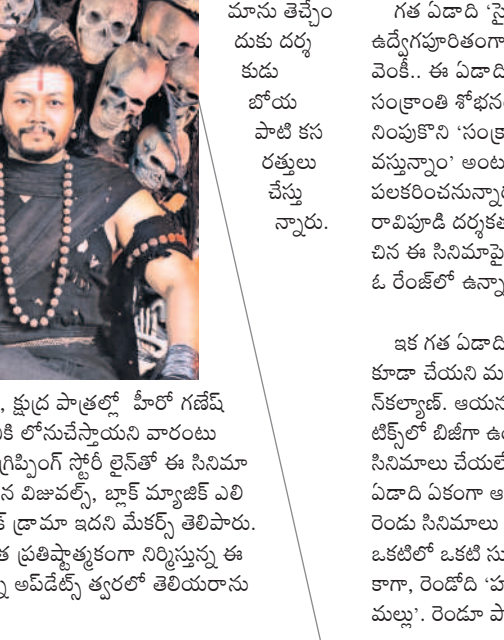 మాను తెచ్చేం
దుకు దర్శ
కుడు
బోయ
పాటి కస
రత్తులు
చేస్తు
న్నారు.
, క్షుద్ర పాత్రల్లో హీరో గణేష్
కి లోనుచేస్తాయని వారంటు
గ్రిప్పింగ్ స్టోరీ లైన్‌తో ఈ సినిమా
న విజువల్స్, బ్లాక్ మ్యాజిక్ ఎలి
క్ డ్రామా ఇదని మేకర్స్ తెలిపారు.
త ప్రతిష్ఠాత్మకంగా నిర్మిస్తున్న ఈ
న్ని అప్‌డేట్స్ త్వరలో తెలియరాను
గత ఏడాది ‘సై
ఉద్వేగపూరితంగా
వెంకీ.. ఈ ఏడాది
సంక్రాంతి శోభన
నింపుకొని ‘సంక్రా
వస్తున్నాం’ అంట
పలకరించనున్నార
రావిపూడి దర్శకత
చిన ఈ సినిమాపై
ఓ రేంజ్‌లో ఉన్నా
ఇక గత ఏడాది
కూడా చేయని మ
న్‌కల్యాణ్. ఆయన
టిక్స్‌లో బిజీగా ఉ
సినిమాలు చేయలే
ఏడాది ఏకంగా ఆ
రెండు సినిమాలు
ఒకటిలో ఒకటి సు
కాగా, రెండోది ‘హ
మల్లు’. రెండూ పా